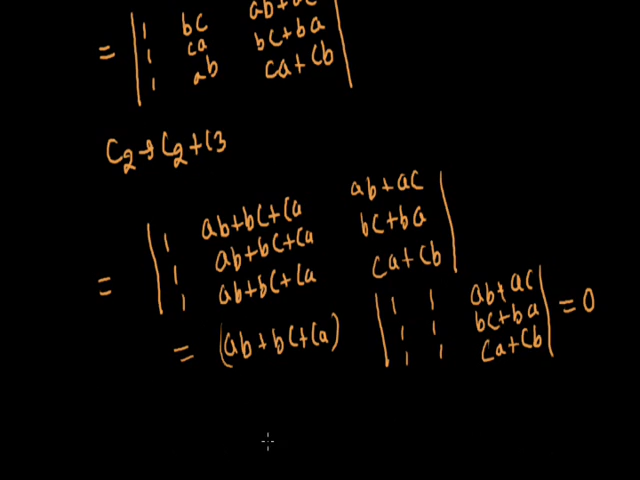 1 bc ab+ac
= 1 ca bc+ba
1 ab ca+cb
C2→C2+C3
1 ab+bc+ca ab+ac
= 1 ab+bc+ca bc+ba
1 ab+bc+ca ca+cb
1 1 ab+ac
= (ab+bc+ca) 1 1 bc+ba = 0
1 1 ca+cb